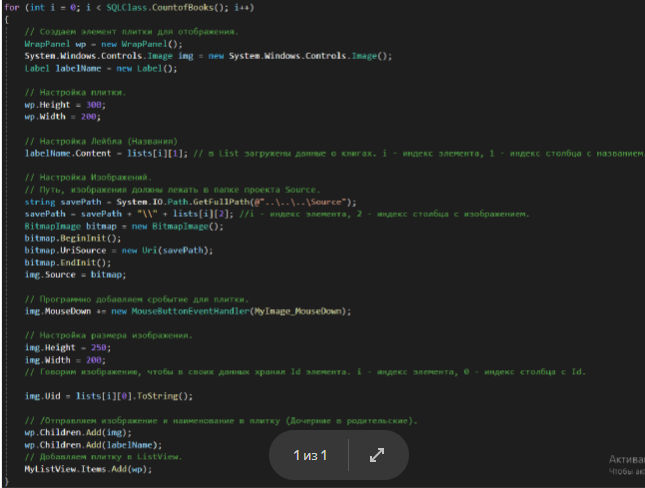 for (int i = 0; i < SQLClass.CountofBooks(); i++)
{
// Создаем элемент плитки для отображения.
WrapPanel wp = new WrapPanel();
System.Windows.Controls.Image img = new System.Windows.Controls.Image();
Label labelName = new Label();
// Настройка плитки.
wp.Height = 300;
wp.Width = 200;
// Настройка Лейбла (Названия)
labelName.Content = lists[i][1]; // в List загружены данные о книгах. i - индекс элемента, 1 - индекс столбца с названием.
// Настройка Изображений.
// Путь, изображения должны лежать в папке проекта Source.
string savePath = System.IO.Path.GetFullPath(@"..\..\..\Source");
savePath = savePath + "\\" + lists[i][2]; //i - индекс элемента, 2 - индекс столбца с изображением.
BitmapImage bitmap = new BitmapImage();
bitmap.BeginInit();
bitmap.UriSource = new Uri(savePath);
bitmap.EndInit();
img.Source = bitmap;
// Програмно добавляем сробытие для плитки.
img.MouseDown += new MouseButtonEventHandler(MyImage_MouseDown);
// Настройка размера изображения.
img.Height = 250;
img.Width = 200;
// Говорим изображению, чтобы в своих данных хранил Id элемента. i - индекс элемента, 0 - индекс столбца с Id.
img.Uid = lists[i][0].ToString();
// /Отправляем изображение и наименование в плитку (Дочерние в родительские).
wp.Children.Add(img);
wp.Children.Add(labelName);
// Добавляем плитку в ListView.
MyListView.Items.Add(wp);
}
1 из 1
Актива
Чтобы ак